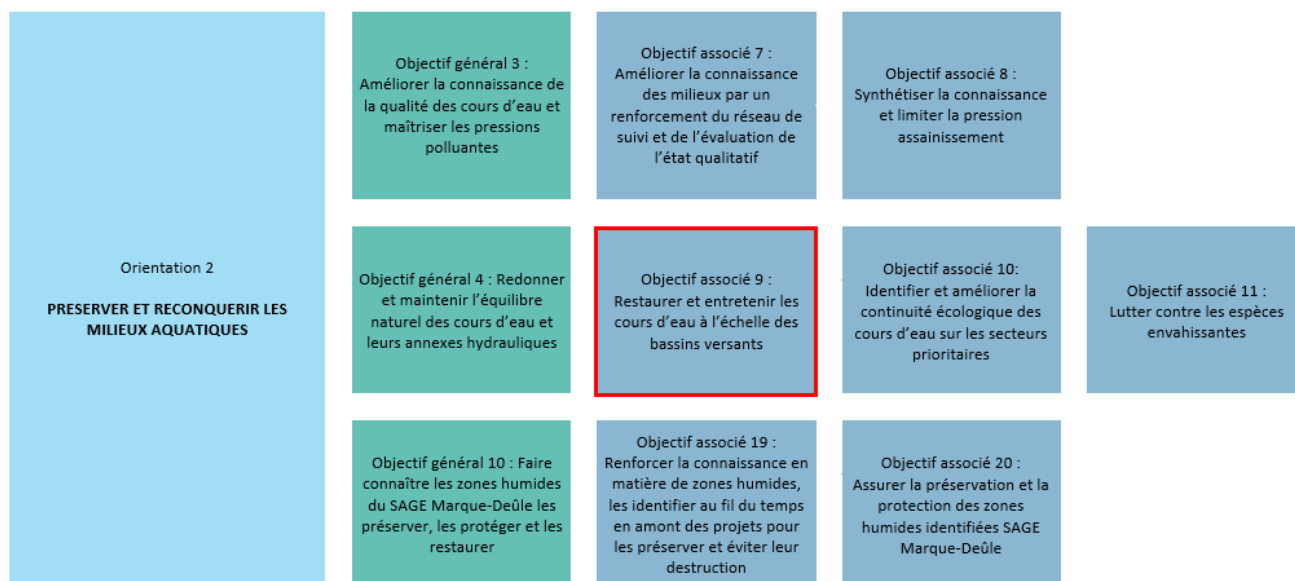 Orientation 2
PRESERVER ET RECONQUERIR LES
MILIEUX AQUATIQUES
Objectif général 3 :
Améliorer la connaissance de
la qualité des cours d’eau et
maîtriser les pressions
polluantes
Objectif associé 7 :
Améliorer la connaissance
des milieux par un
renforcement du réseau de
suivi et de l’évaluation de
l’état qualitatif
Objectif associé 8 :
Synthétiser la connaissance
et limiter la pression
assainissement
Objectif général 4 : Redonner
et maintenir l’équilibre
naturel des cours d’eau et
leurs annexes hydrauliques
Objectif associé 9 :
Restaurer et entretenir les
cours d’eau à l’échelle des
bassins versants
Objectif associé 10:
Identifier et améliorer la
continuité écologique des
cours d’eau sur les secteurs
prioritaires
Objectif associé 11 :
Lutter contre les espèces
envahissantes
Objectif général 10 : Faire
connaître les zones humides
du SAGE Marque-Deûle les
préserver, les protéger et les
restaurer
Objectif associé 19 :
Renforcer la connaissance en
matière de zones humides,
les identifier au fil du temps
en amont des projets pour
les préserver et éviter leur
destruction
Objectif associé 20 :
Assurer la préservation et la
protection des zones
humides identifiées SAGE
Marque-Deûle